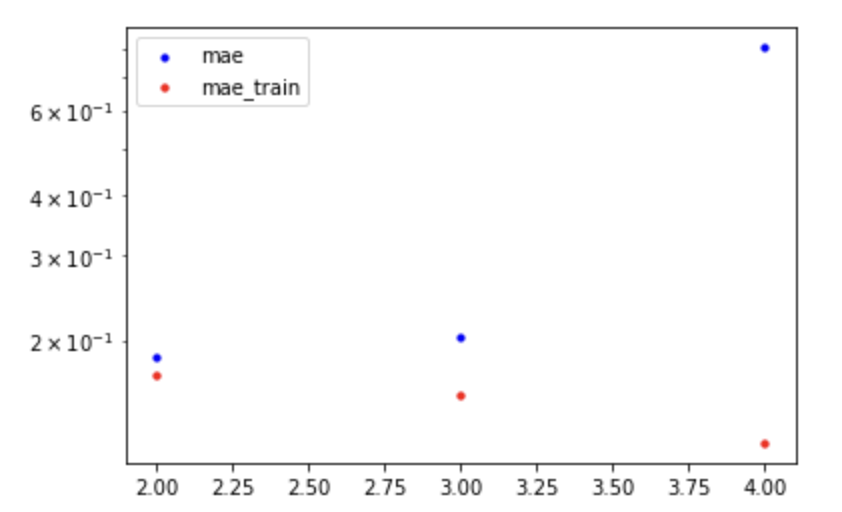 mae
mae_train
6 × 10⁻¹
4 × 10⁻¹
3 × 10⁻¹
2 × 10⁻¹
2.00 2.25 2.50 2.75 3.00 3.25 3.50 3.75 4.00